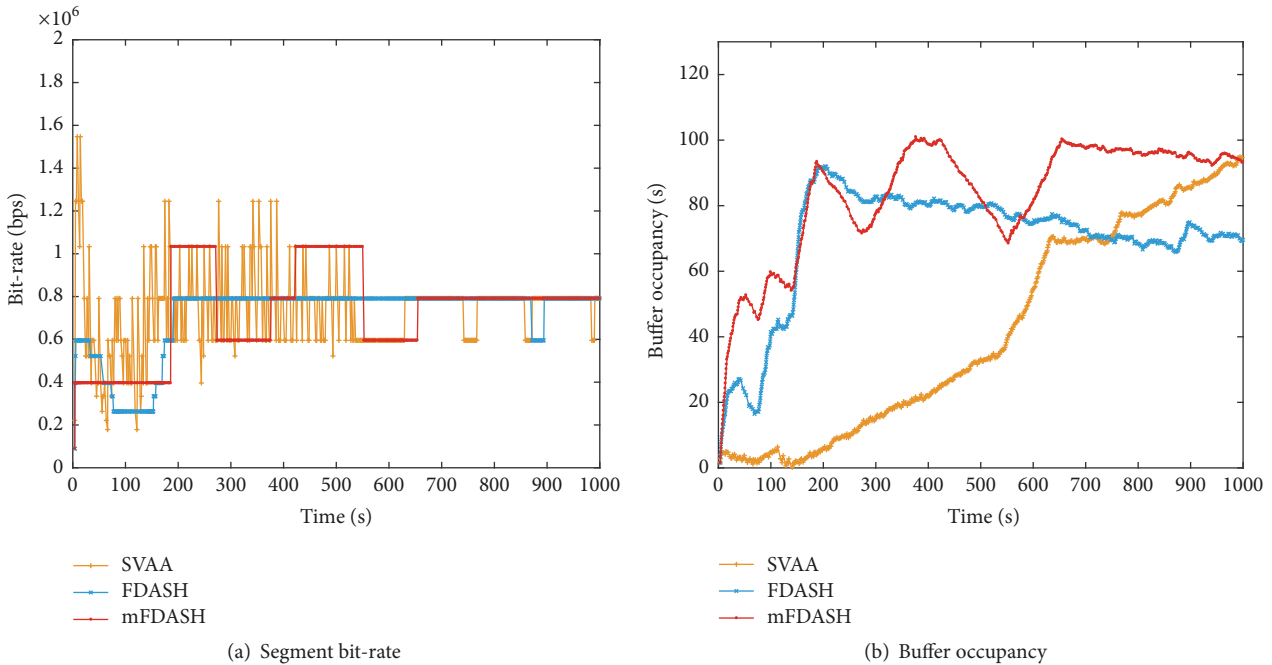 ×10⁶
2
1.8
1.6
1.4
1.2
1
0.8
0.6
0.4
0.2
0
Bit-rate (bps)
0 100 200 300 400 500 600 700 800 900 1000
Time (s)
SVAA
FDASH
mFDASH
(a) Segment bit-rate
120
100
80
60
40
20
0
Buffer occupancy (s)
0 100 200 300 400 500 600 700 800 900 1000
Time (s)
SVAA
FDASH
mFDASH
(b) Buffer occupancy